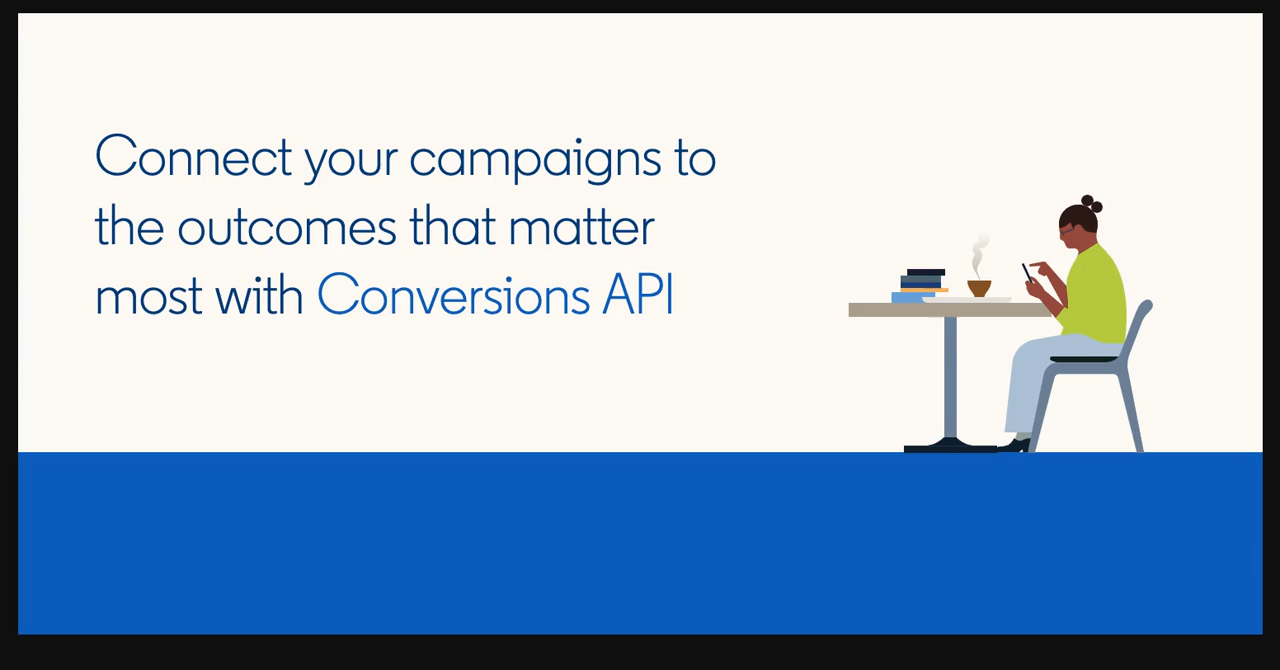 Connect your campaigns to
the outcomes that matter
most with Conversions API